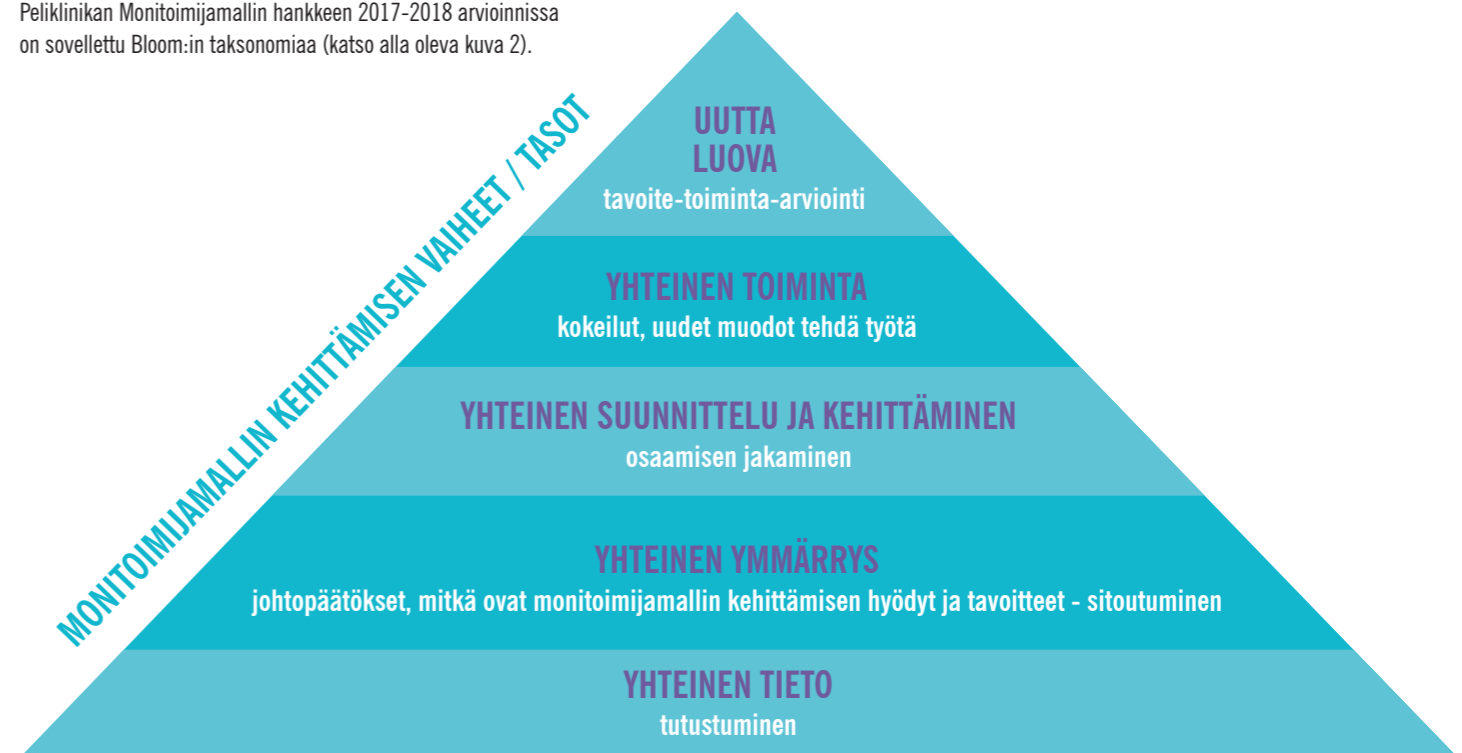 Peliklinikan Monitoimijamallin hankkeen 2017-2018 arvioinnissa
on sovellettu Bloom:in taksonomiaa (katso alla oleva kuva 2).
MONITOIMIJAMALLIN KEHITTÄMISEN VAIHEET / TASOT
UUTTA
LUOVA
tavoite-toiminta-arviointi
YHTEINEN TOIMINTA
kokeilut, uudet muodot tehdä työtä
YHTEINEN SUUNNITTELU JA KEHITTÄMINEN
osaamisen jakaminen
YHTEINEN YMMÄRRYS
johtopäätökset, mitkä ovat monitoimijamallin kehittämisen hyödyt ja tavoitteet - sitoutuminen
YHTEINEN TIETO
tutustuminen